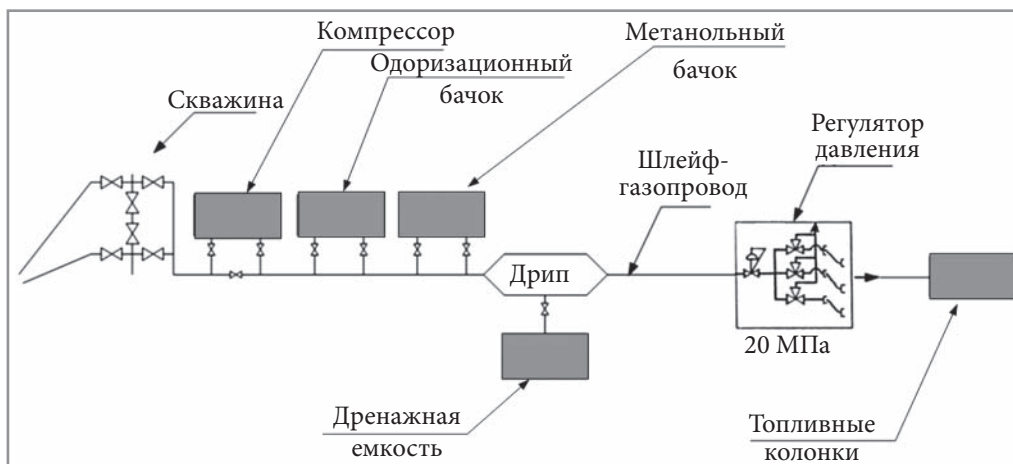 Компрессор
Метанольный
бачок
Одоризационный
бачок
Скважина
Регулятор
давления
Шлейф-
газопровод
Дрип
20 МПа
Дренажная
емкость
Топливные
колонки